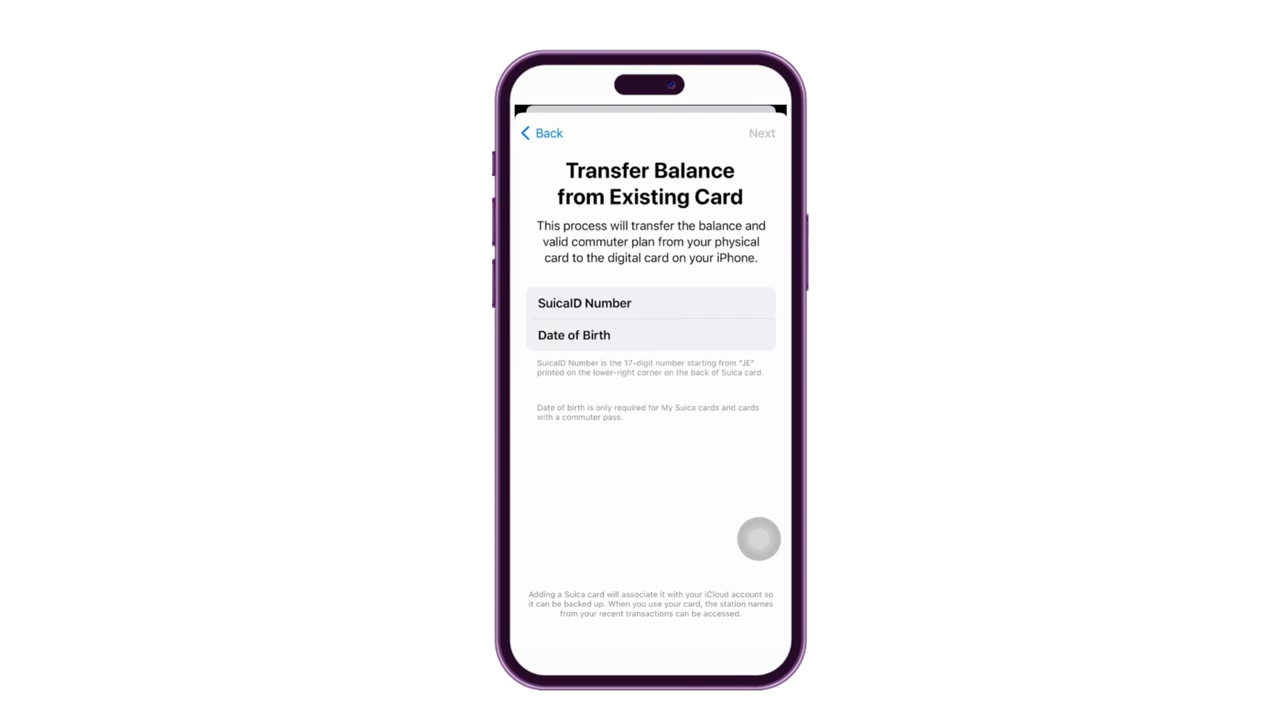 Back
Next
Transfer Balance
from Existing Card
This process will transfer the balance and
valid commuter plan from your physical
card to the digital card on your iPhone.
SuicaID Number
Date of Birth
SuicaID Number is the 17-digit number starting from "JE"
printed on the lower-right corner on the back of Suica card.
Date of birth is only required for My Suica cards and cards
with a commuter pass.
Adding a Suica card will associate it with your iCloud account so
it can be backed up. When you use your card, the station names
from your recent transactions can be accessed.